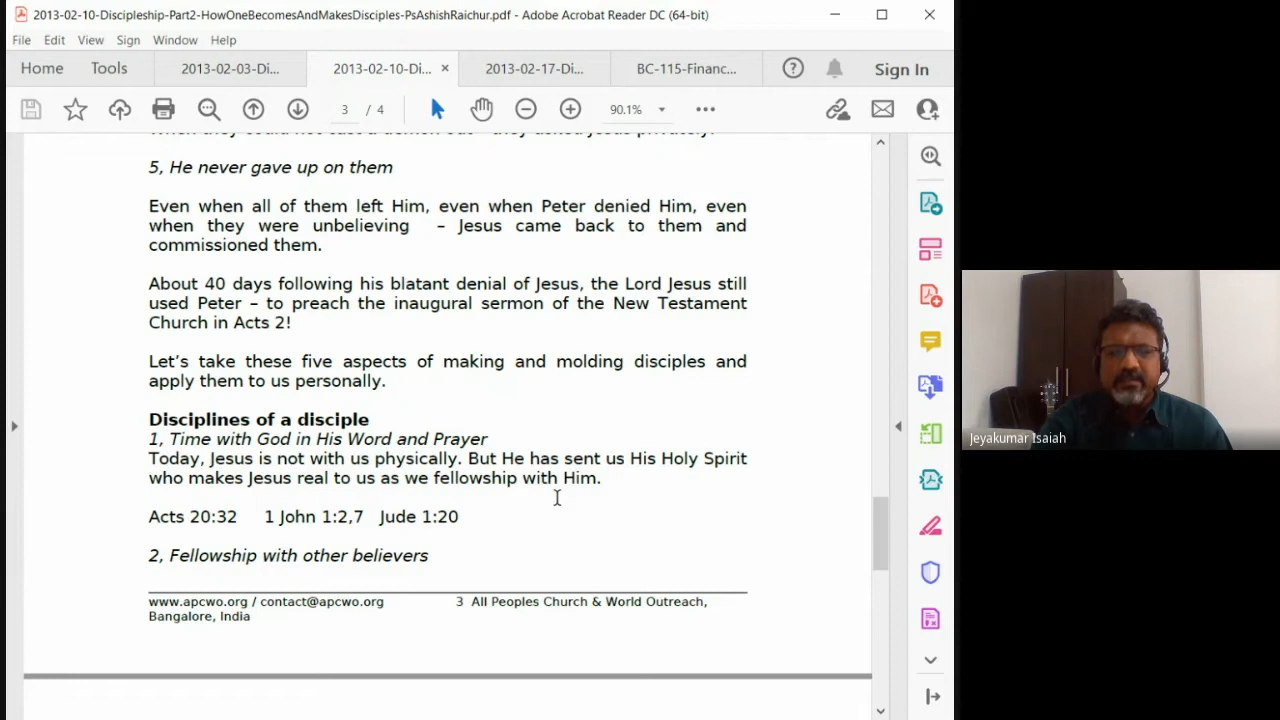 2013-02-10-Discipleship-Part2-HowOneBecomesAndMakesDisciples-PsAshishRaichur.pdf - Adobe Acrobat Reader DC (64-bit)
File Edit View Sign Window Help
Home Tools 2013-02-03-Di... 2013-02-10-Di... × 2013-02-17-Di... BC-115-Financ... Sign In
3 / 4 90.1%
5, He never gave up on them
Even when all of them left Him, even when Peter denied Him, even
when they were unbelieving – Jesus came back to them and
commissioned them.
About 40 days following his blatant denial of Jesus, the Lord Jesus still
used Peter – to preach the inaugural sermon of the New Testament
Church in Acts 2!
Let's take these five aspects of making and molding disciples and
apply them to us personally.
Disciplines of a disciple
1, Time with God in His Word and Prayer
Today, Jesus is not with us physically. But He has sent us His Holy Spirit
who makes Jesus real to us as we fellowship with Him.
Acts 20:32 1 John 1:2,7 Jude 1:20
2, Fellowship with other believers
www.apcwo.org / contact@apcwo.org 3 All Peoples Church & World Outreach,
Bangalore, India
Jeyakumar Isaiah